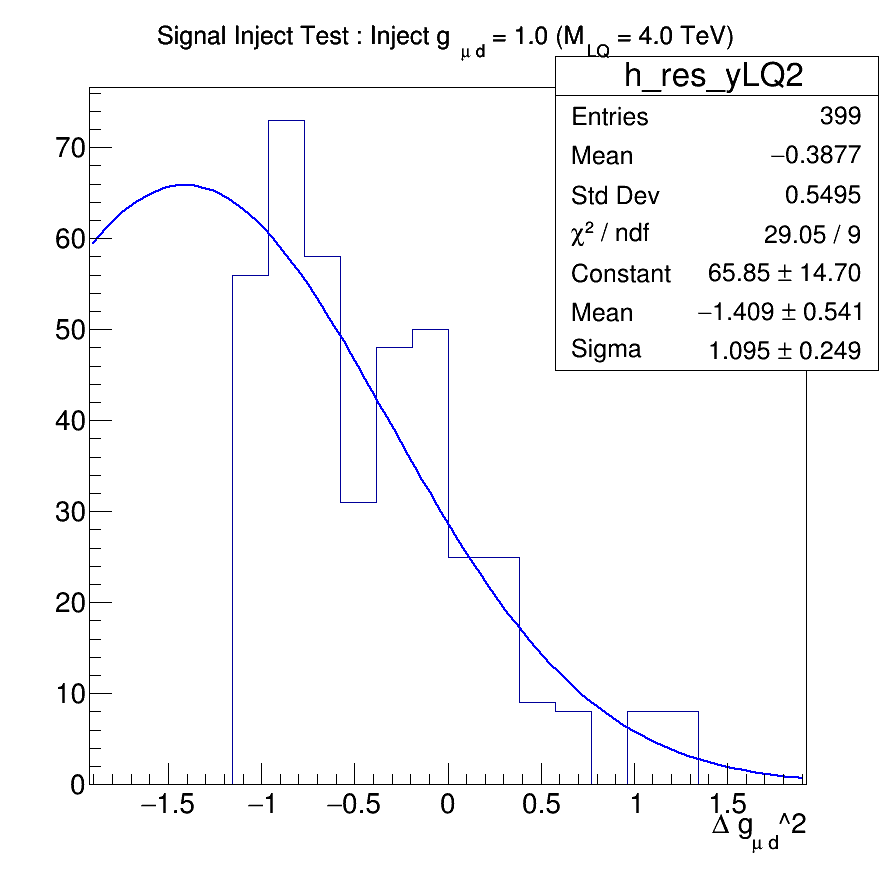 Signal Inject Test : Inject g μ d = 1.0 (M LQ = 4.0 TeV)
h_res_yLQ2
Entries 399
Mean −0.3877
Std Dev 0.5495
χ² / ndf 29.05 / 9
Constant 65.85 ± 14.70
Mean −1.409 ± 0.541
Sigma 1.095 ± 0.249
70
60
50
40
30
20
10
0
−1.5 −1 −0.5 0 0.5 1 1.5
Δ g μ d ^2